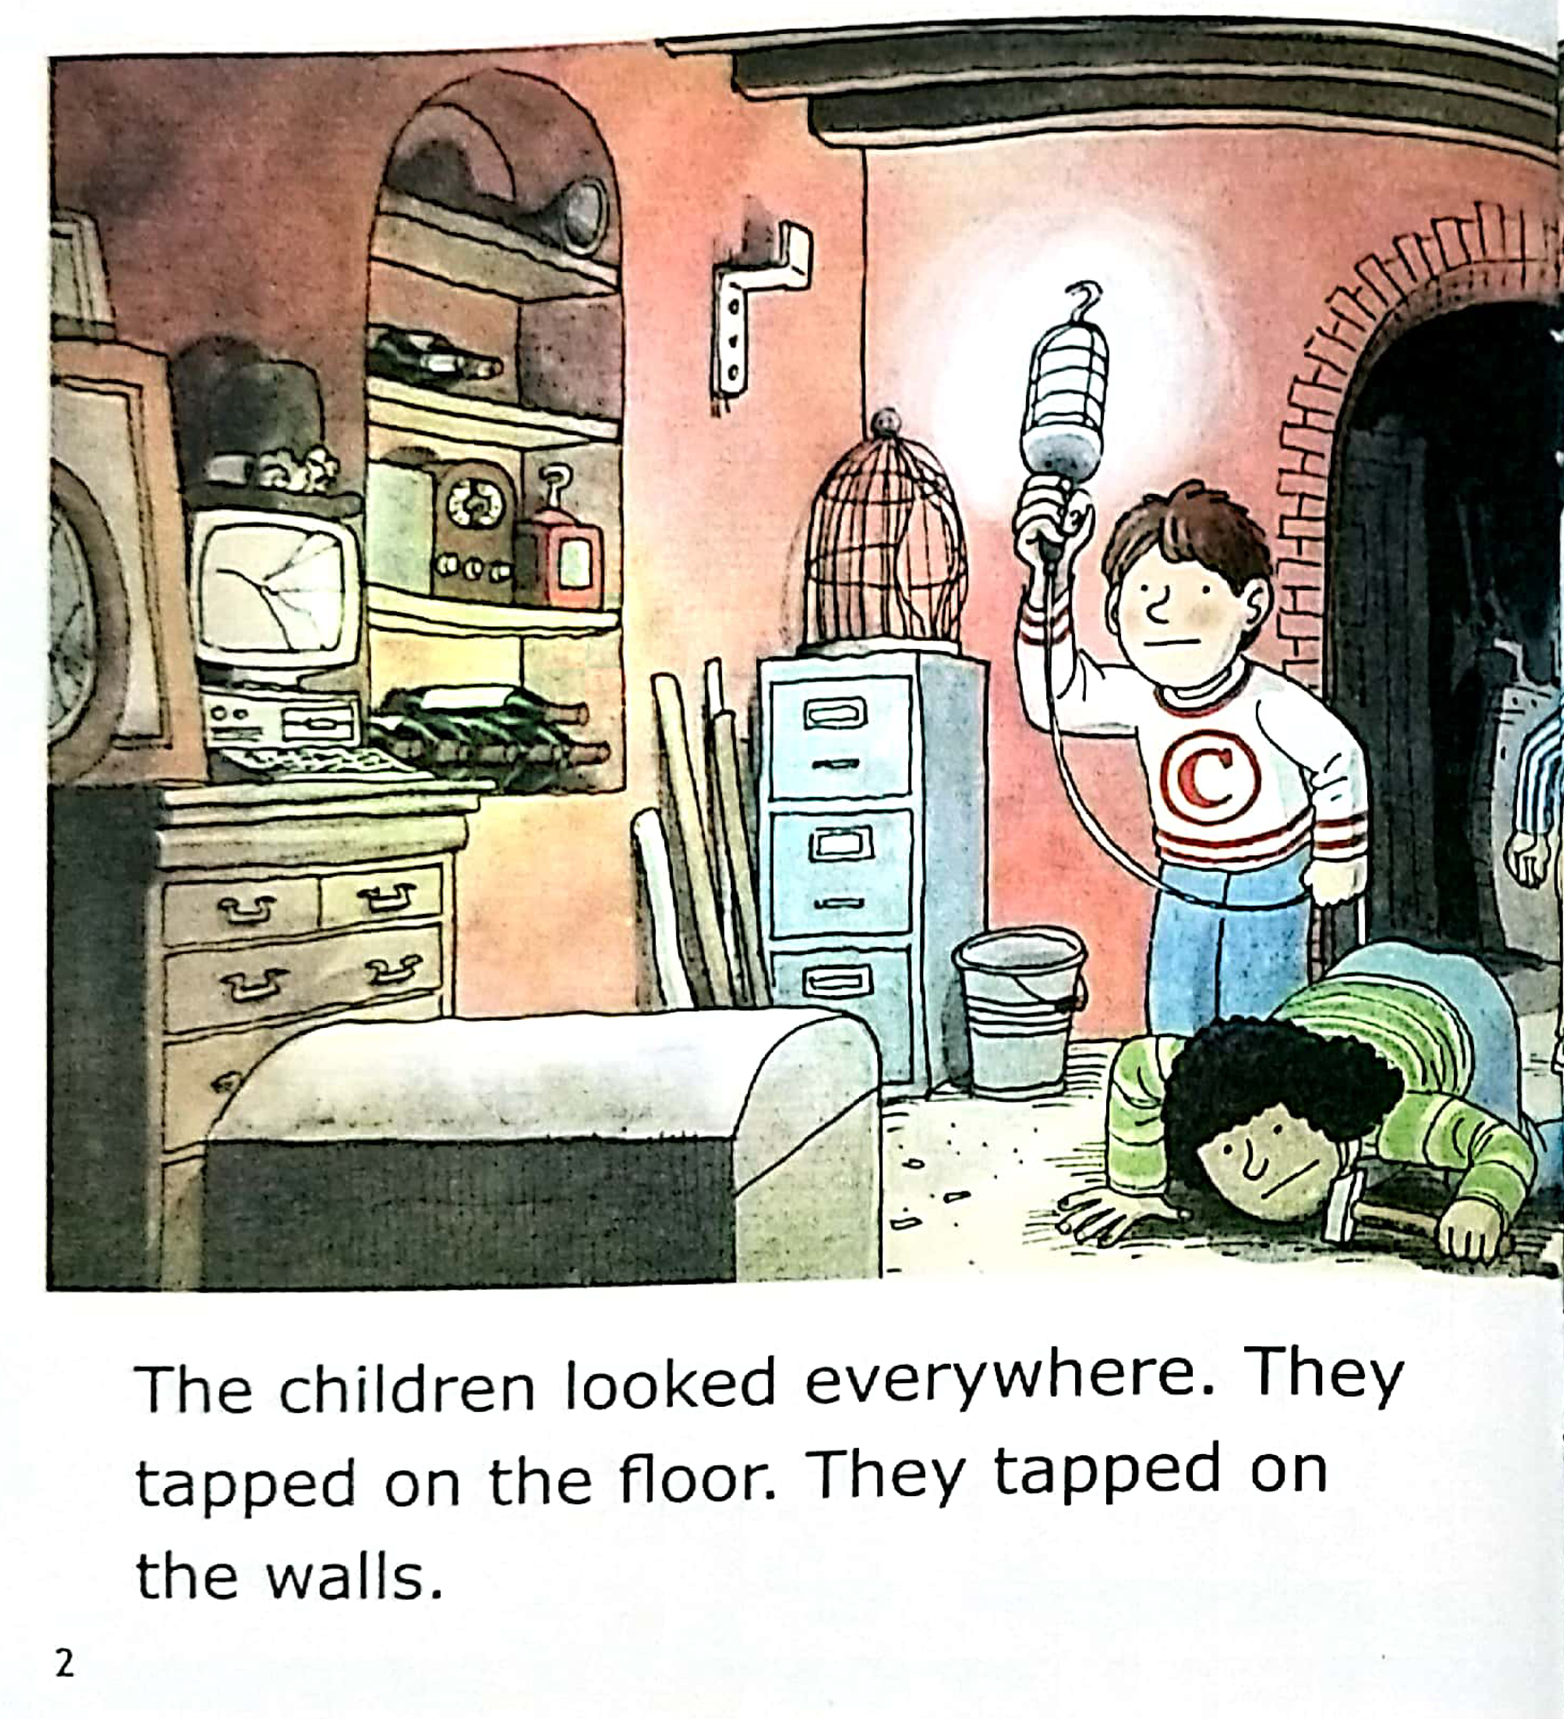 C
The children looked everywhere. They
tapped on the floor. They tapped on
the walls.
2